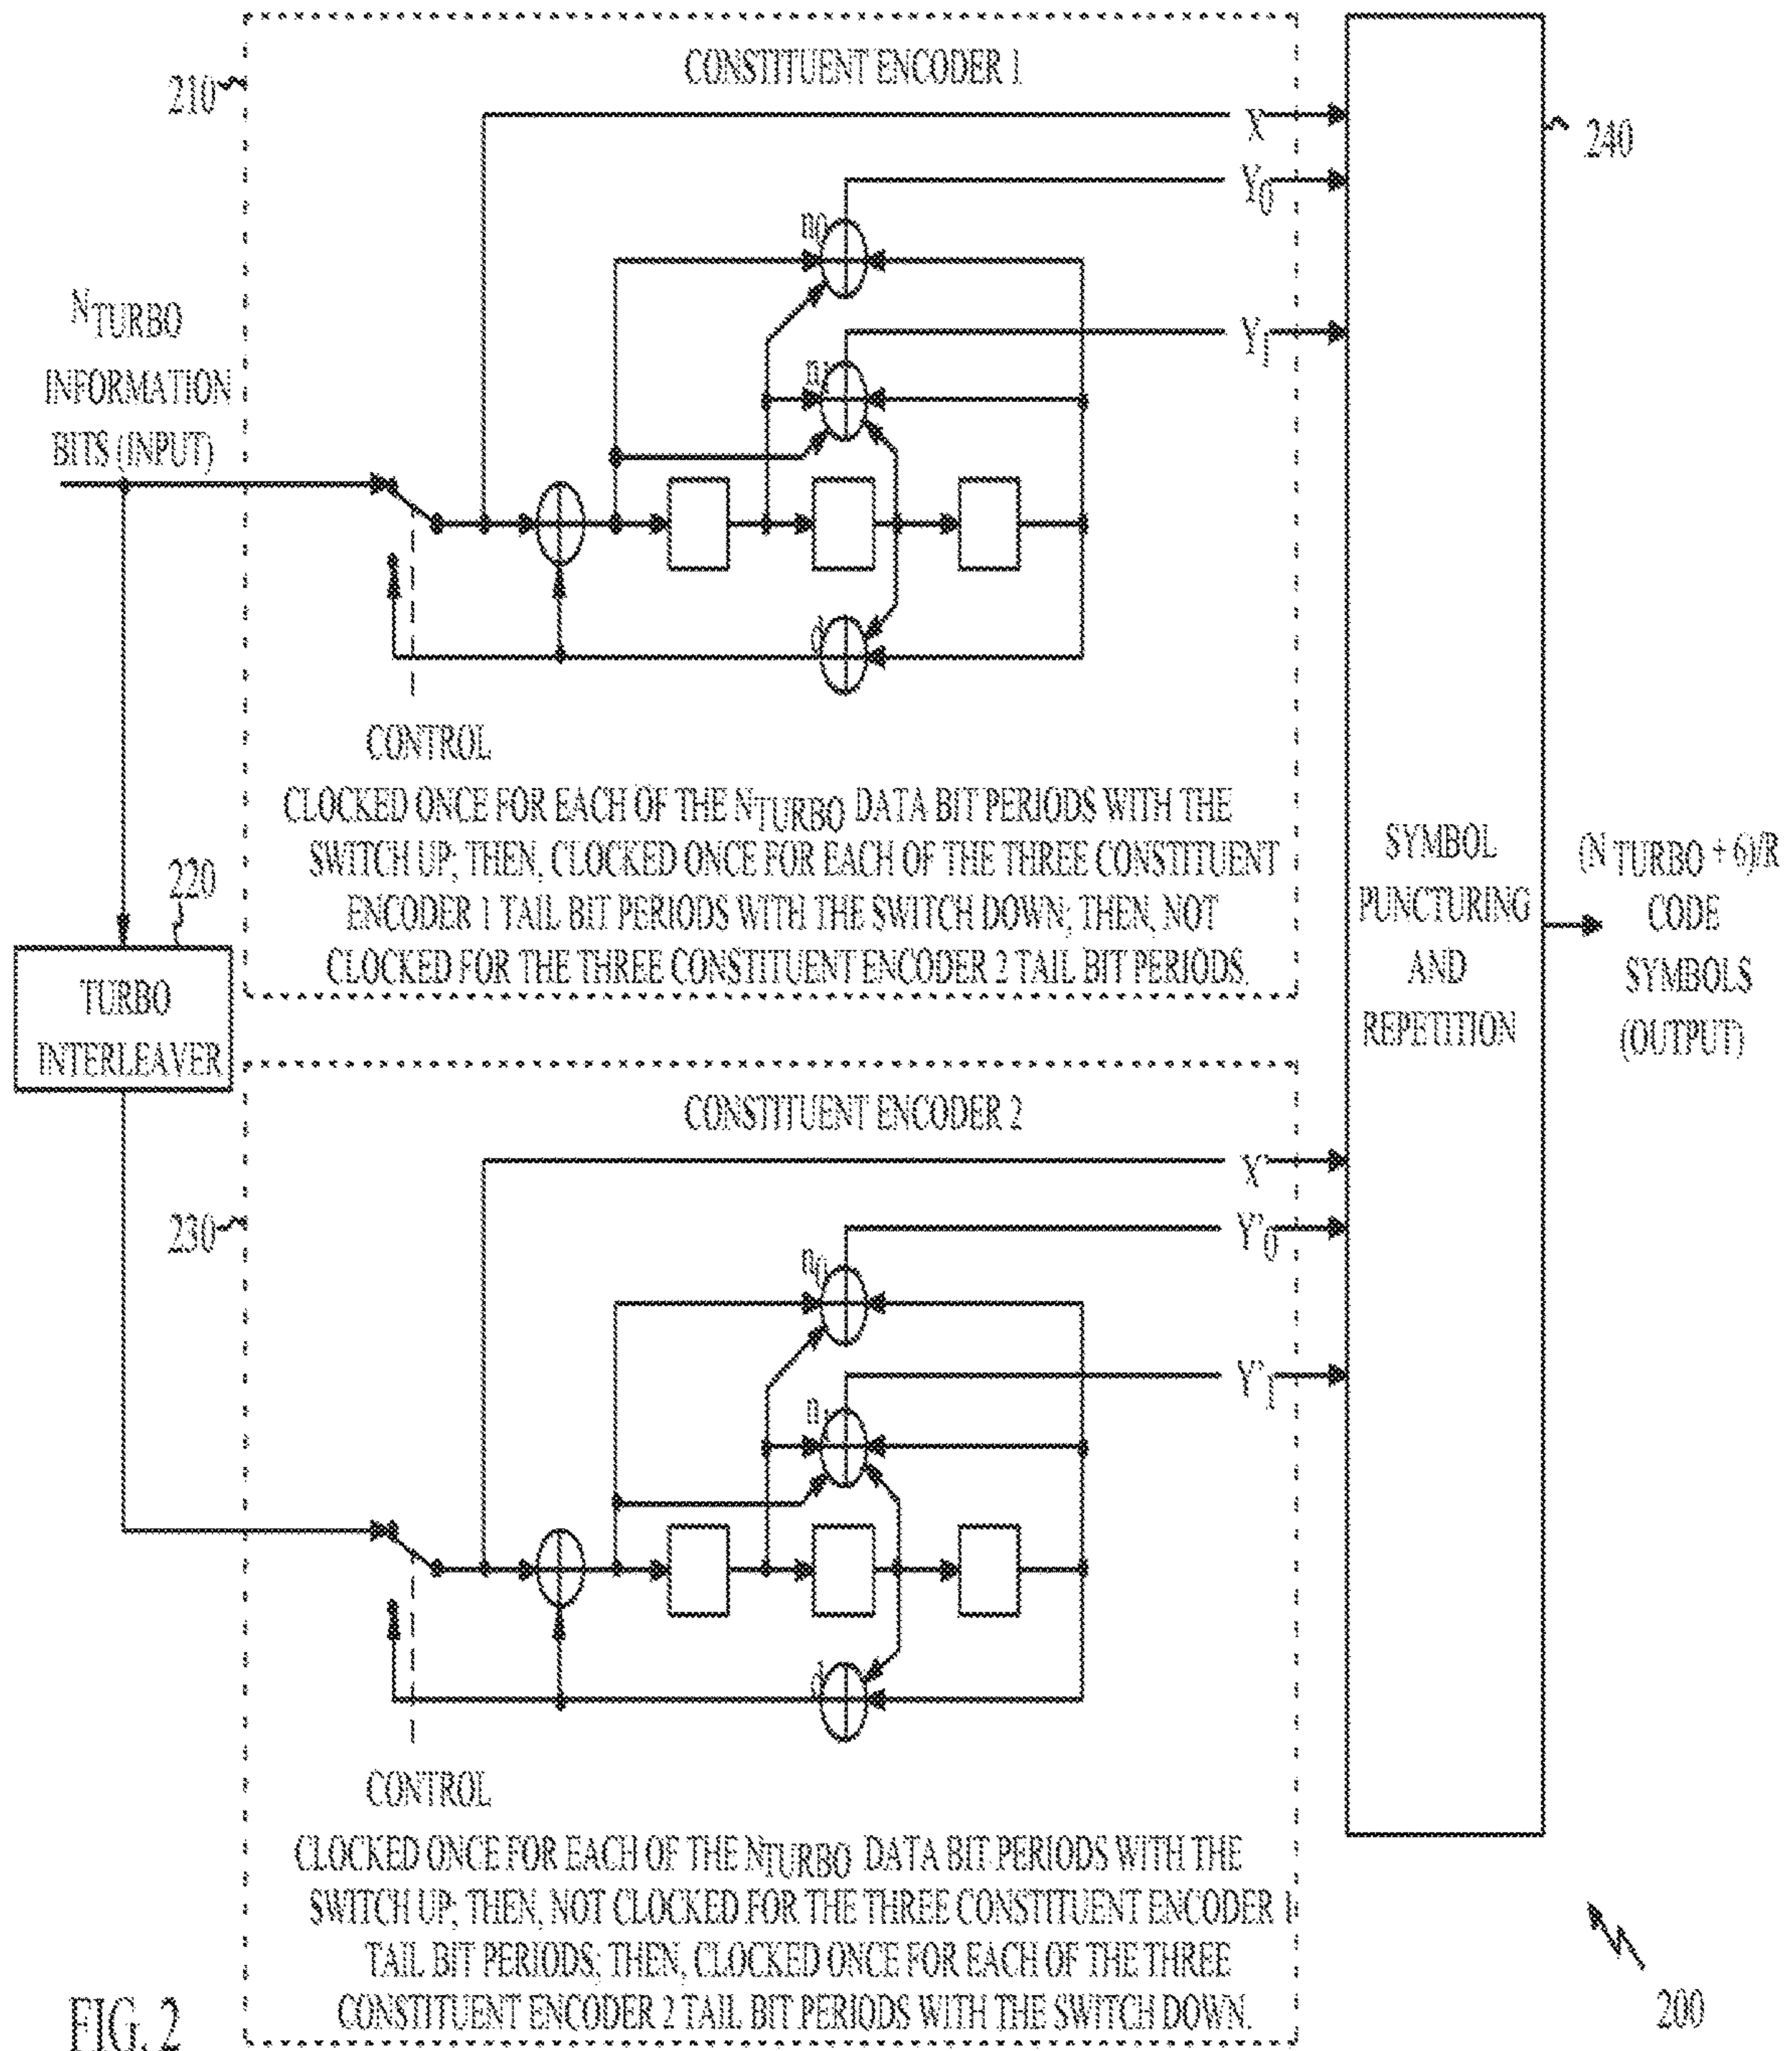 CONSTITUENT ENCODER 1
210
X
240
Y0
n0
NTURBO
INFORMATION
BITS (INPUT)
Y1
n1
d
CONTROL
CLOCKED ONCE FOR EACH OF THE NTURBO DATA BIT PERIODS WITH THE
SWITCH UP; THEN, CLOCKED ONCE FOR EACH OF THE THREE CONSTITUENT
ENCODER 1 TAIL BIT PERIODS WITH THE SWITCH DOWN; THEN, NOT
CLOCKED FOR THE THREE CONSTITUENT ENCODER 2 TAIL BIT PERIODS.
SYMBOL
PUNCTURING
AND
REPETITION
(NTURBO + 6)/R
CODE
SYMBOLS
(OUTPUT)
220
TURBO
INTERLEAVER
CONSTITUENT ENCODER 2
X'
230
Y'0
n0
Y'1
n1
d
CONTROL
CLOCKED ONCE FOR EACH OF THE NTURBO DATA BIT PERIODS WITH THE
SWITCH UP; THEN, NOT CLOCKED FOR THE THREE CONSTITUENT ENCODER 1
TAIL BIT PERIODS; THEN, CLOCKED ONCE FOR EACH OF THE THREE
CONSTITUENT ENCODER 2 TAIL BIT PERIODS WITH THE SWITCH DOWN.
200
FIG. 2